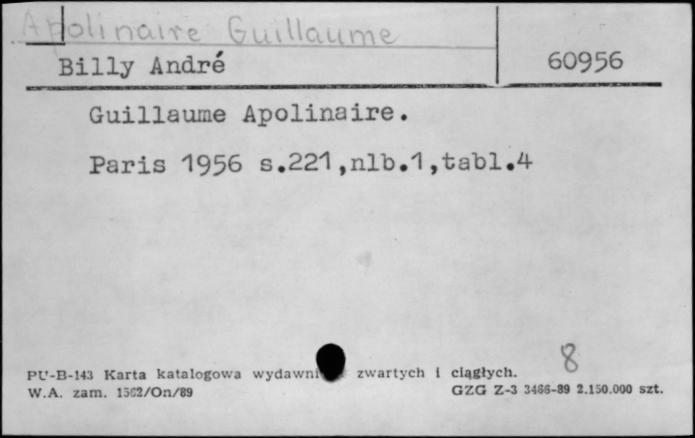 Apolinaire Guillaume
Billy André
60956
Guillaume Apolinaire.
Paris 1956 s.221,nlb.1,tabl.4
8
PU-B-143 Karta katalogowa zwartych i ciągłych.
W.A. zam. 1562/On/89
GZG Z-3 3466-89 2.150.000 szt.